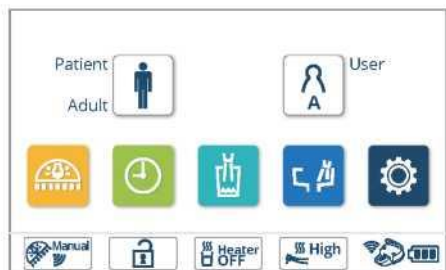 Patient
Adult
A
User
Manual
Heater
OFF
High